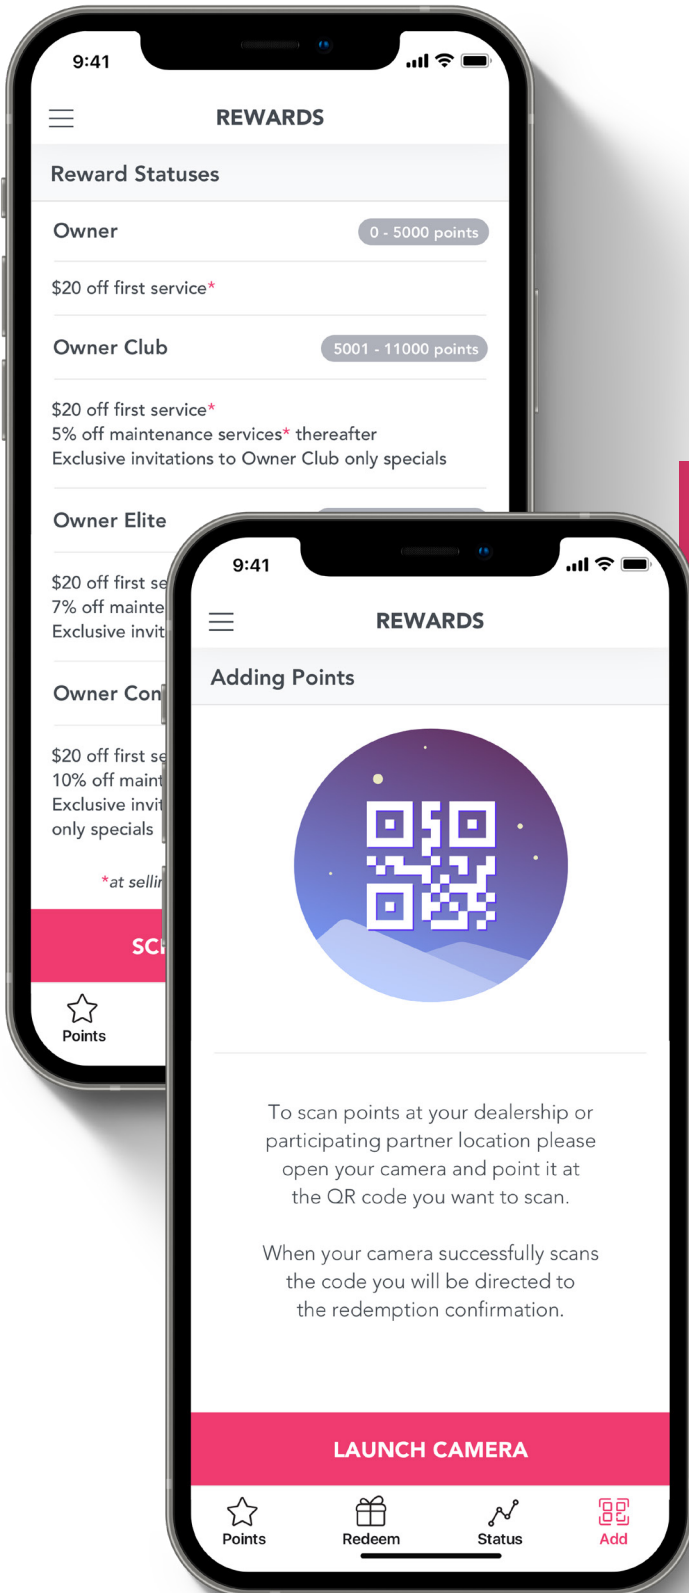 9:41
REWARDS
Reward Statuses
Owner
0 - 5000 points
$20 off first service*
Owner Club
5001 - 11000 points
$20 off first service*
5% off maintenance services* thereafter
Exclusive invitations to Owner Club only specials
Owner Elite
$20 off first se
7% off mainte
Exclusive invit
Owner Con
$20 off first se
10% off maint
Exclusive invit
only specials
*at sellin
SCH
Points
9:41
REWARDS
Adding Points
To scan points at your dealership or
participating partner location please
open your camera and point it at
the QR code you want to scan.
When your camera successfully scans
the code you will be directed to
the redemption confirmation.
LAUNCH CAMERA
Points
Redeem
Status
Add